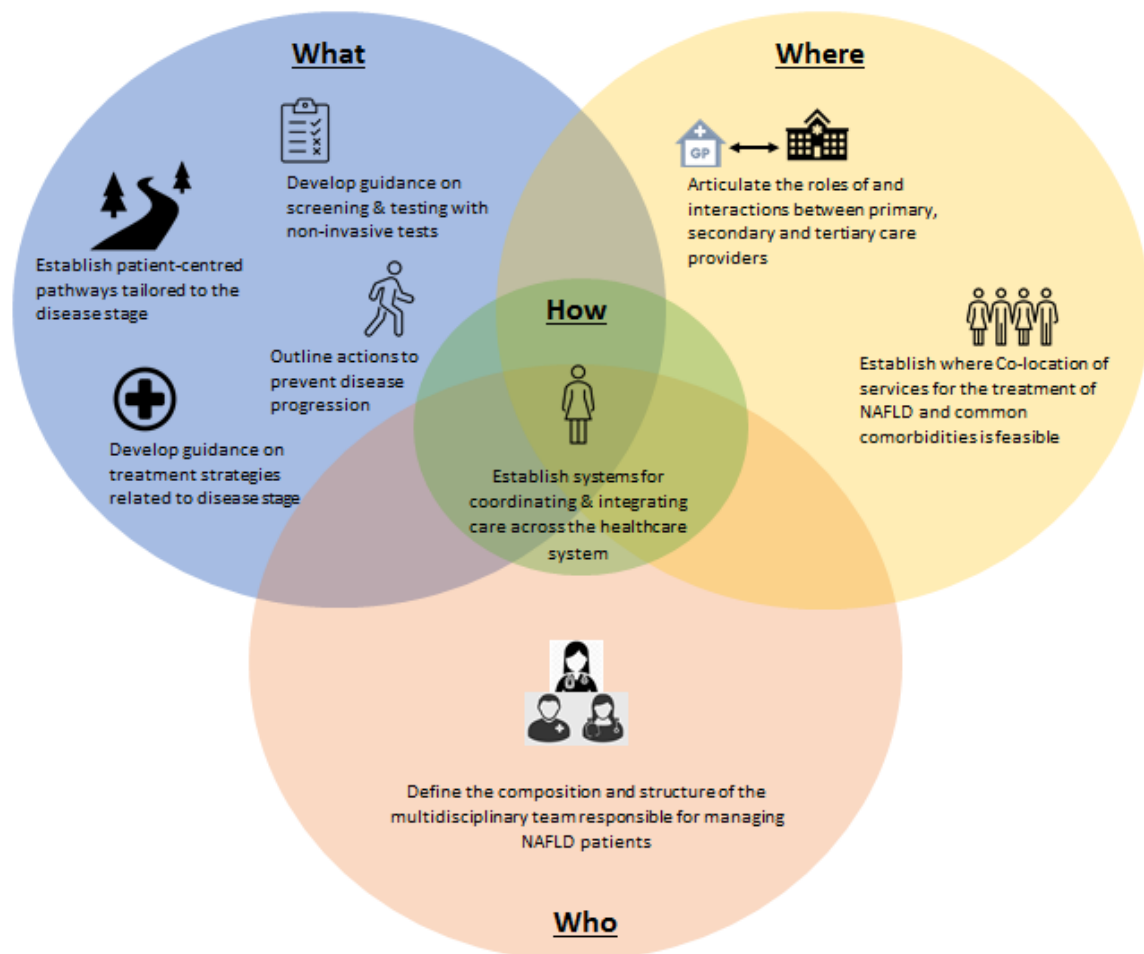 What
Develop guidance on
screening & testing with
non-invasive tests
Establish patient-centred
pathways tailored to the
disease stage
Outline actions to
prevent disease
progression
Develop guidance on
treatment strategies
related to disease stage
Where
GP
Articulate the roles of and
interactions between primary,
secondary and tertiary care
providers
Establish where Co-location of
services for the treatment of
NAFLD and common
comorbidities is feasible
How
Establish systems for
coordinating & integrating
care across the healthcare
system
Define the composition and structure of the
multidisciplinary team responsible for managing
NAFLD patients
Who